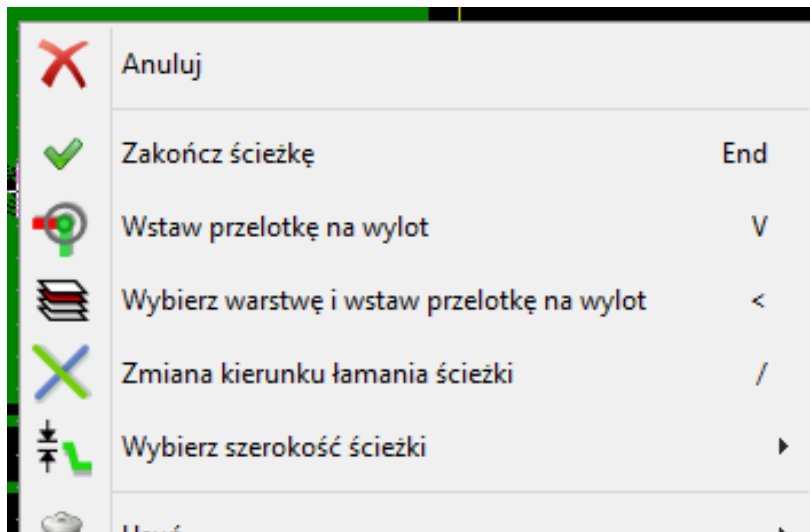 Anuluj
Zakończ ścieżkę End
Wstaw przelotkę na wylot V
Wybierz warstwę i wstaw przelotkę na wylot <
Zmiana kierunku łamania ścieżki /
Wybierz szerokość ścieżki